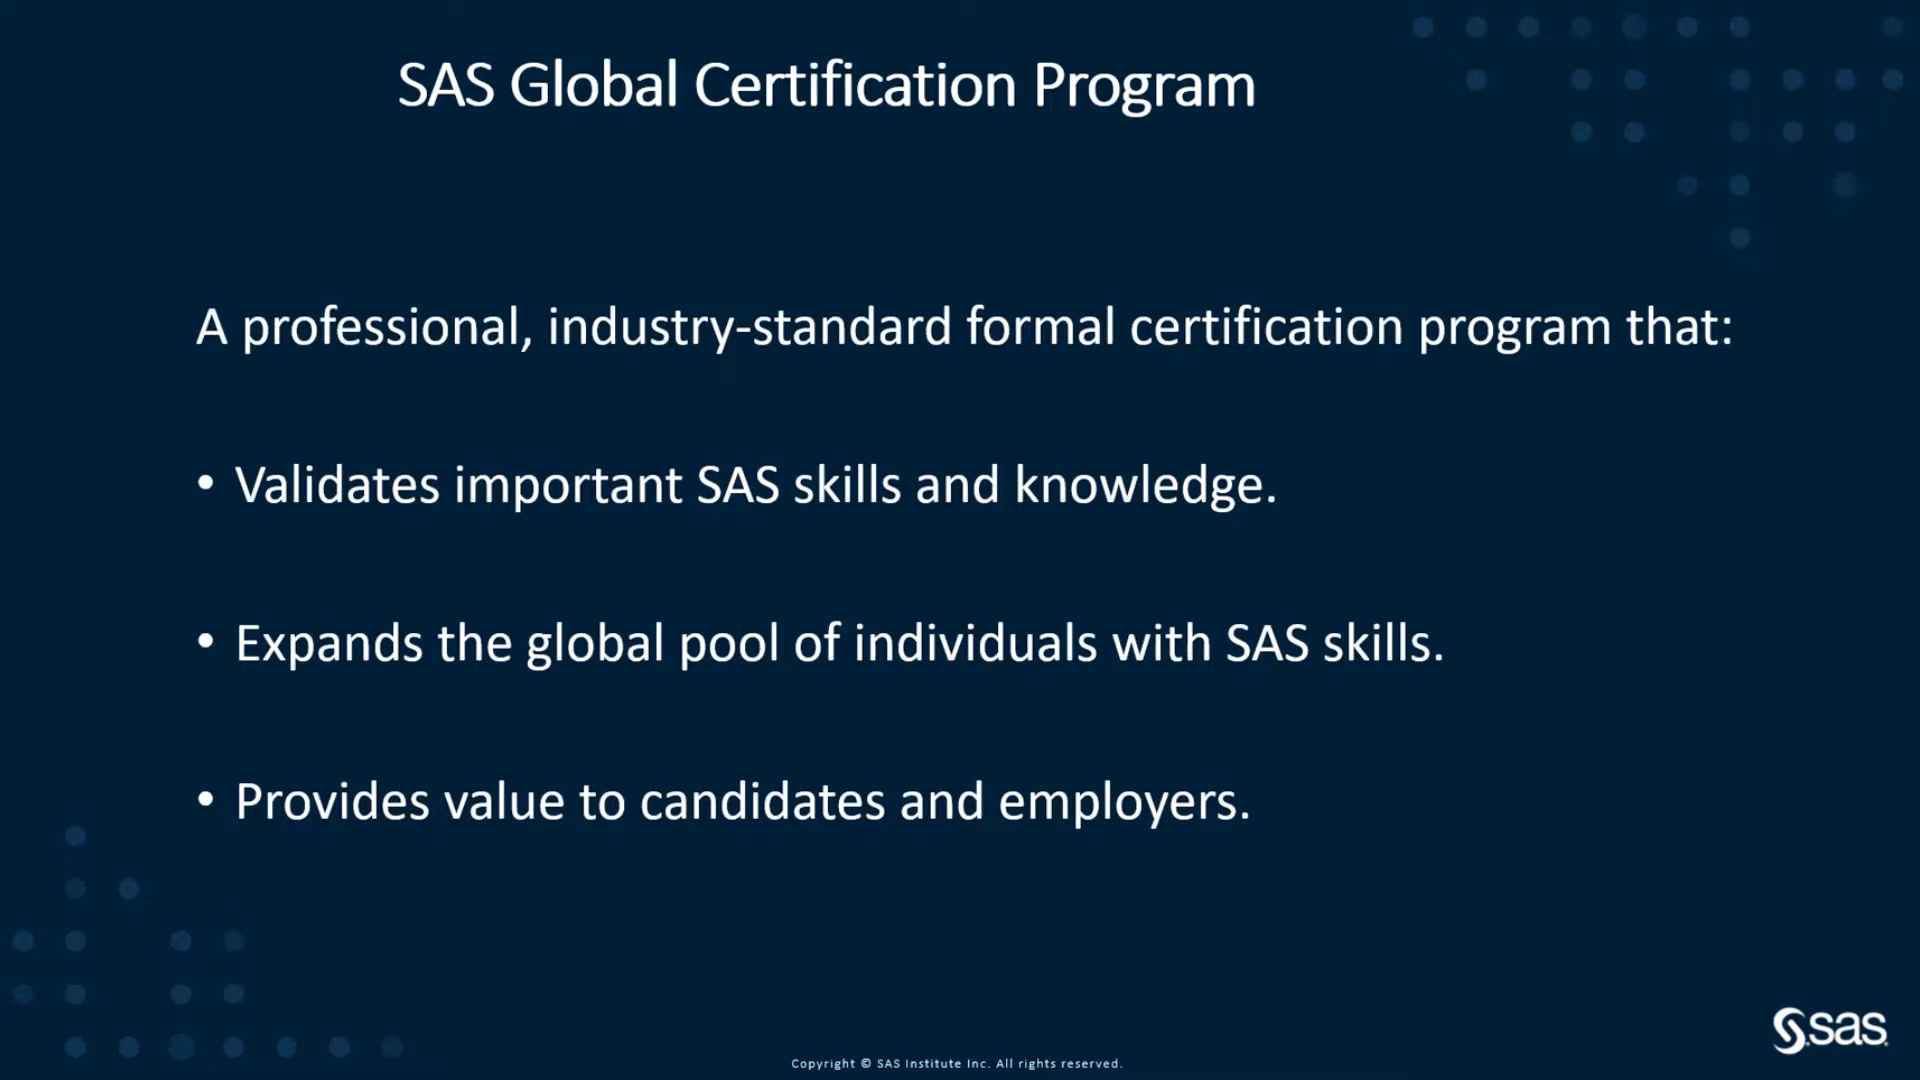 SAS Global Certification Program
A professional, industry-standard formal certification program that:
• Validates important SAS skills and knowledge.
• Expands the global pool of individuals with SAS skills.
• Provides value to candidates and employers.
sas
Copyright © SAS Institute Inc. All rights reserved.